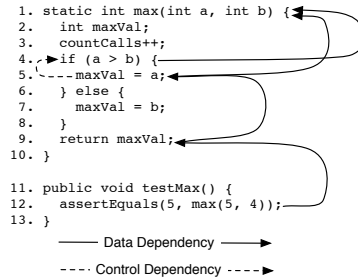 1. static int max(int a, int b) {
2. int maxVal;
3. countCalls++;
4. if (a > b) {
5. maxVal = a;
6. } else {
7. maxVal = b;
8. }
9. return maxVal;
10. }
11. public void testMax() {
12. assertEquals(5, max(5, 4));
13. }
Data Dependency
Control Dependency